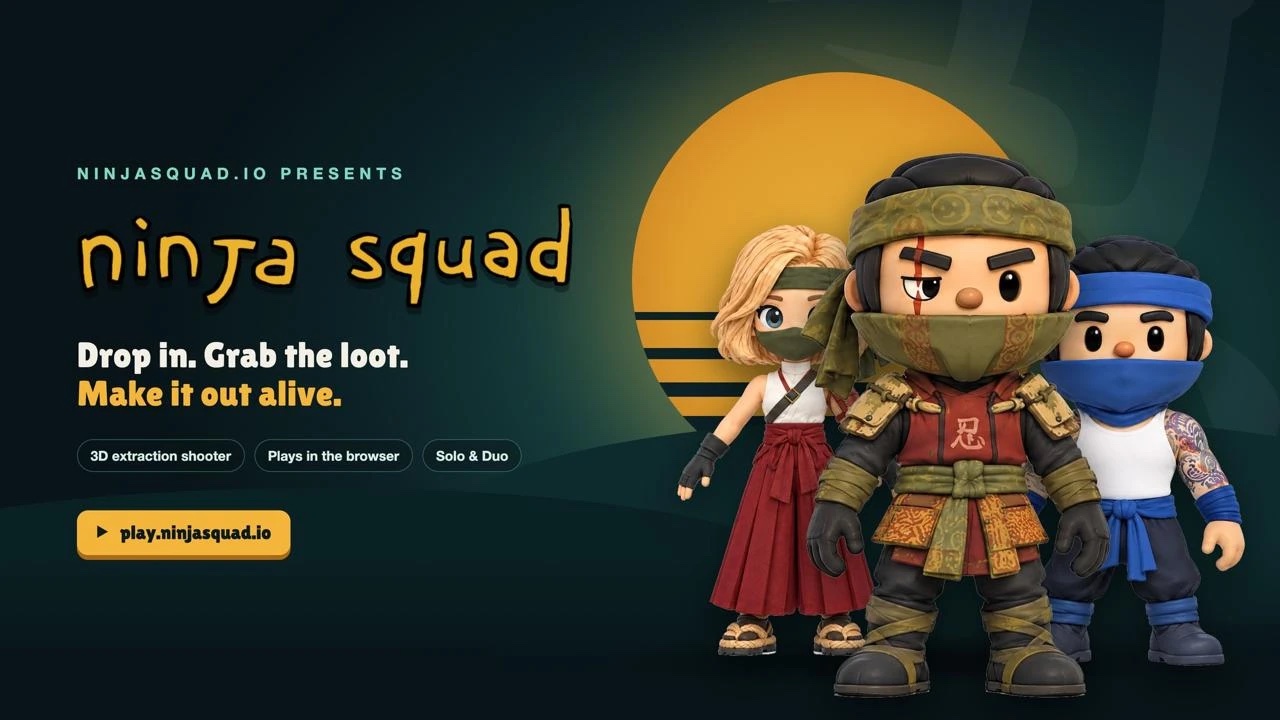 NINJASQUAD.IO PRESENTS
ninja squad
Drop in. Grab the loot.
Make it out alive.
3D extraction shooter
Plays in the browser
Solo & Duo
play.ninjasquad.io
忍